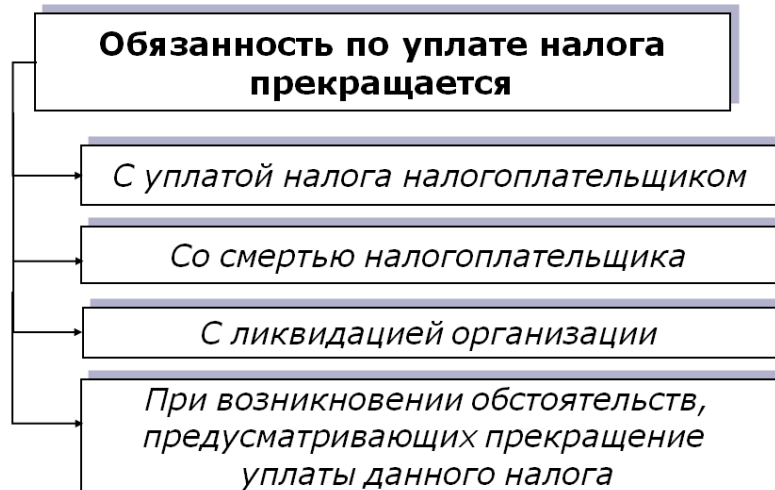 Обязанность по уплате налога
прекращается
С уплатой налога налогоплательщиком
Со смертью налогоплательщика
С ликвидацией организации
При возникновении обстоятельств,
предусматривающих прекращение
уплаты данного налога